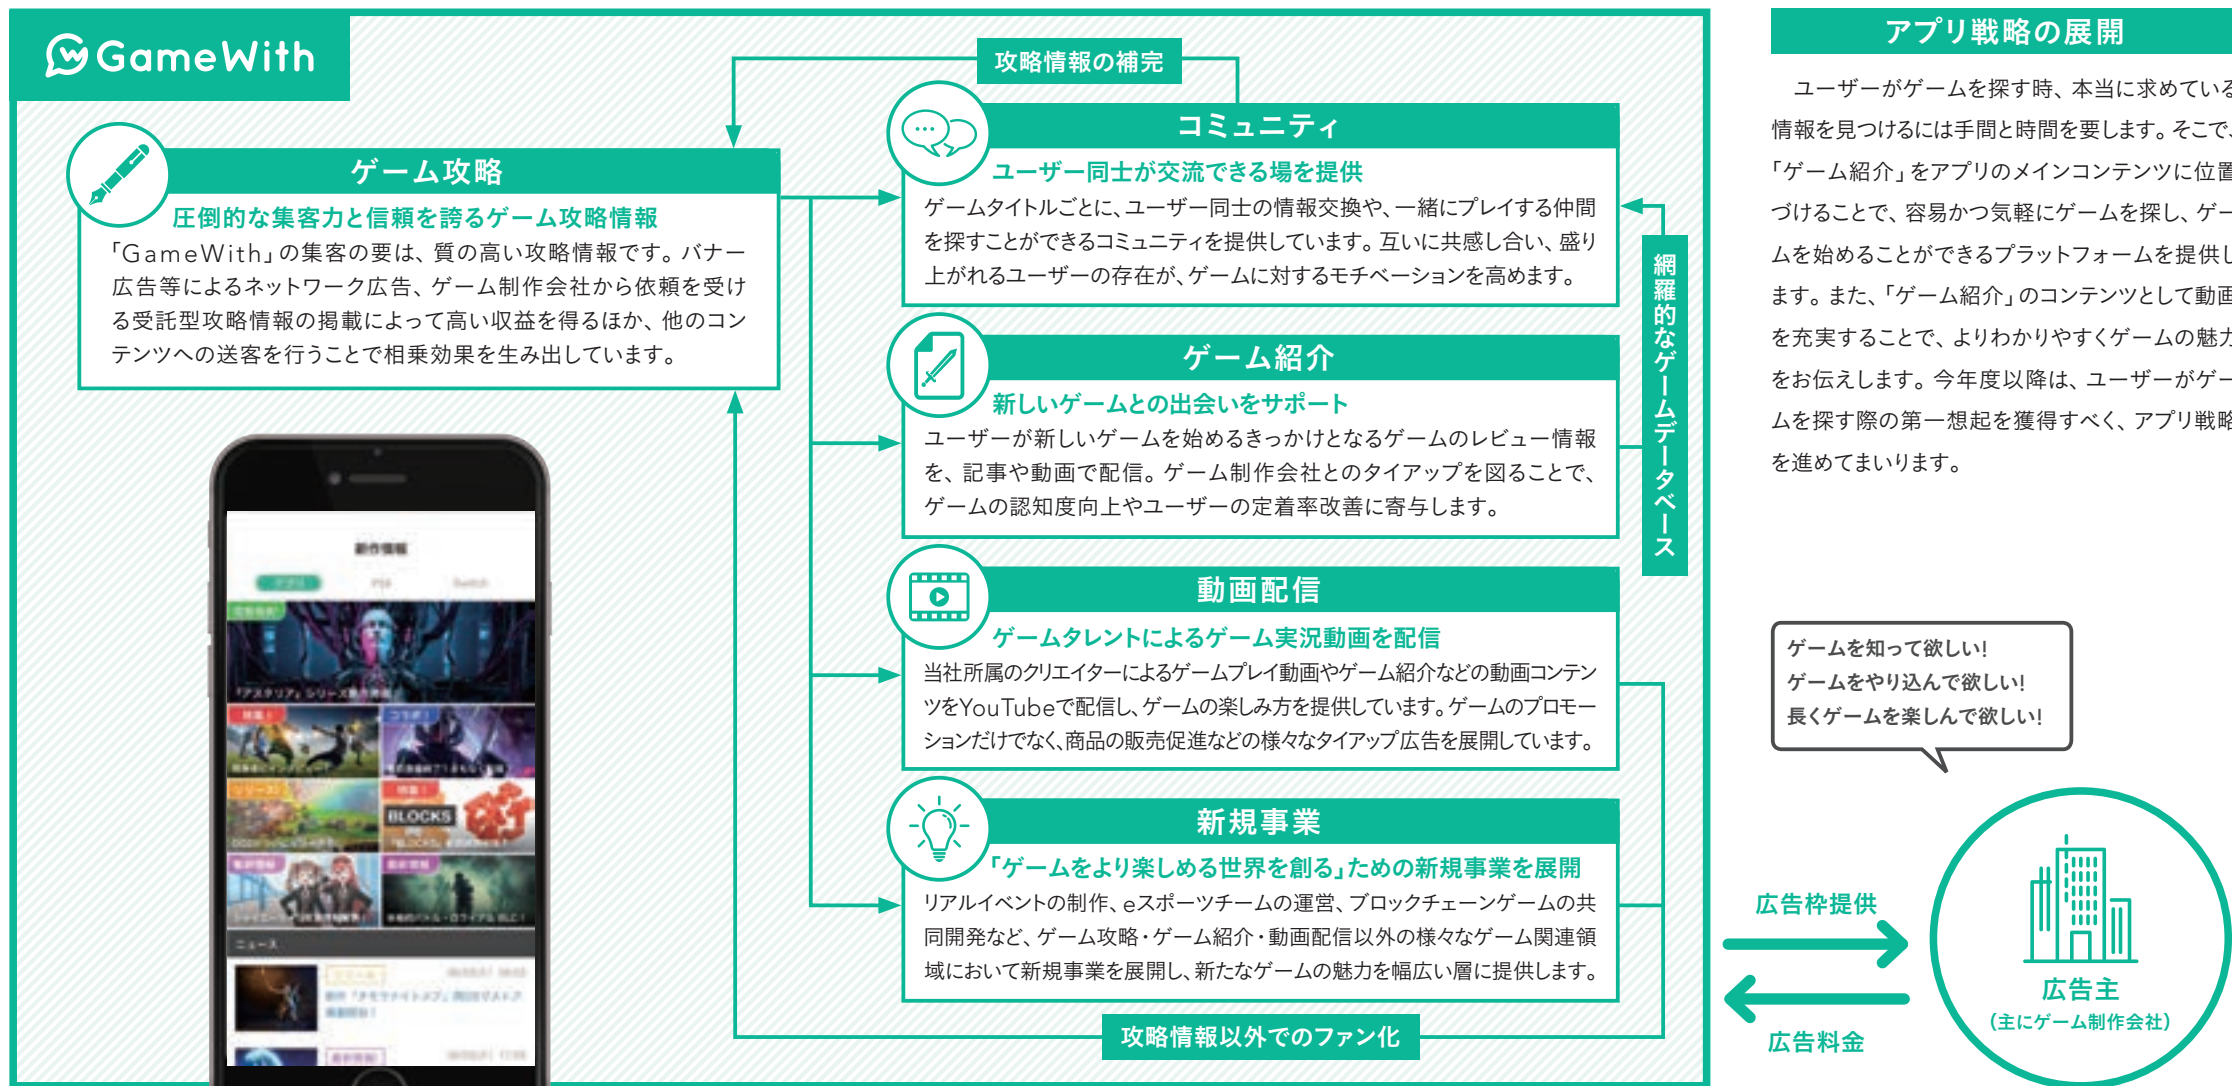 GameWith
攻略情報の補完
ゲーム攻略
圧倒的な集客力と信頼を誇るゲーム攻略情報
「GameWith」の集客の要は、質の高い攻略情報です。バナー
広告等によるネットワーク広告、ゲーム制作会社から依頼を受け
る受託型攻略情報の掲載によって高い収益を得るほか、他のコン
テンツへの送客を行うことで相乗効果を生み出しています。
コミュニティ
ユーザー同士が交流できる場を提供
ゲームタイトルごとに、ユーザー同士の情報交換や、一緒にプレイする仲間
を探すことができるコミュニティを提供しています。互いに共感し合い、盛り
上がれるユーザーの存在が、ゲームに対するモチベーションを高めます。
ゲーム紹介
新しいゲームとの出会いをサポート
ユーザーが新しいゲームを始めるきっかけとなるゲームのレビュー情報
を、記事や動画で配信。ゲーム制作会社とのタイアップを図ることで、
ゲームの認知度向上やユーザーの定着率改善に寄与します。
網羅的なゲームデータベース
動画配信
ゲームタレントによるゲーム実況動画を配信
当社所属のクリエイターによるゲームプレイ動画やゲーム紹介などの動画コンテン
ツをYouTubeで配信し、ゲームの楽しみ方を提供しています。ゲームのプロモー
ションだけでなく、商品の販売促進などの様々なタイアップ広告を展開しています。
新規事業
「ゲームをより楽しめる世界を創る」ための新規事業を展開
リアルイベントの制作、eスポーツチームの運営、ブロックチェーンゲームの共
同開発など、ゲーム攻略・ゲーム紹介・動画配信以外の様々なゲーム関連領
域において新規事業を展開し、新たなゲームの魅力を幅広い層に提供します。
攻略情報以外でのファン化
新作情報
アプリ
PS4
Switch
『アステリア』シリーズ
特集！
コラボ！
シリーズ
特集！
BLOCKS
最新情報
最新情報
ニュース
アプリ戦略の展開
ユーザーがゲームを探す時、本当に求めている
情報を見つけるには手間と時間を要します。そこで、
「ゲーム紹介」をアプリのメインコンテンツに位置
づけることで、容易かつ気軽にゲームを探し、ゲー
ムを始めることができるプラットフォームを提供し
ます。また、「ゲーム紹介」のコンテンツとして動画
を充実することで、よりわかりやすくゲームの魅力
をお伝えします。今年度以降は、ユーザーがゲー
ムを探す際の第一想起を獲得すべく、アプリ戦略
を進めてまいります。
ゲームを知って欲しい!
ゲームをやり込んで欲しい!
長くゲームを楽しんで欲しい!
広告枠提供
広告料金
広告主
(主にゲーム制作会社)